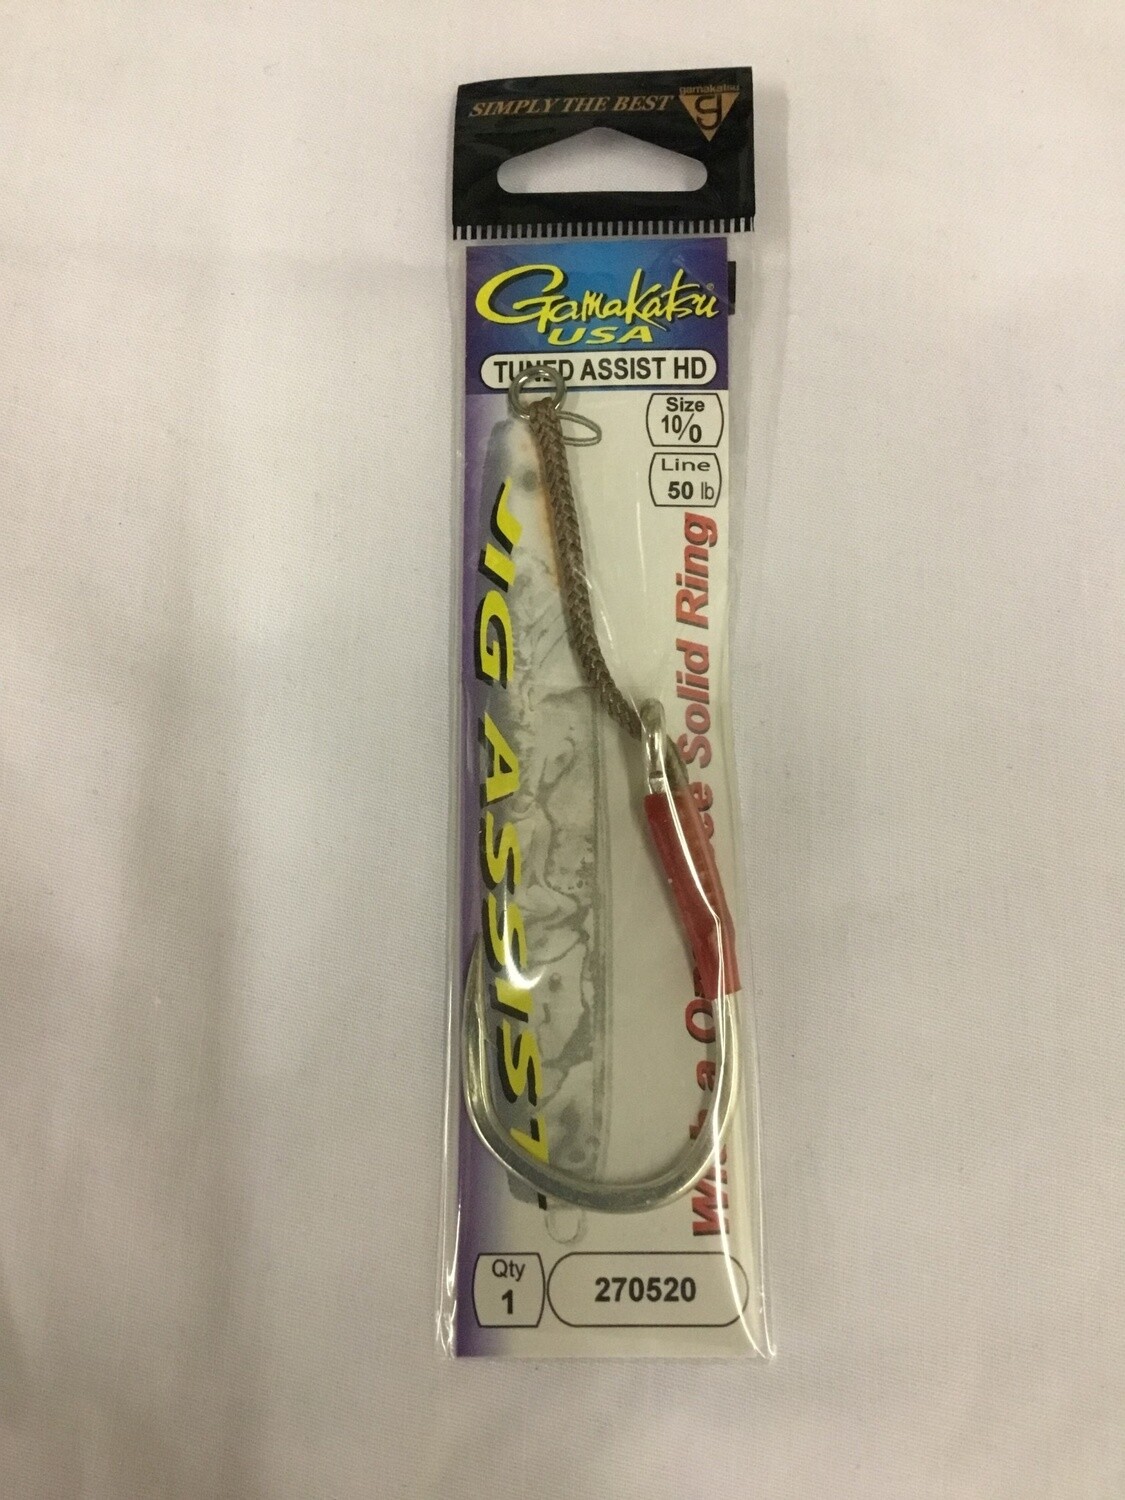 SIMPLY THE BEST
gamakatsu
Gamakatsu®
USA
TUNED ASSIST HD
Size
10/0
Line
50 lb
JIG ASSIST
With a Solid Ring
Qty
1
270520